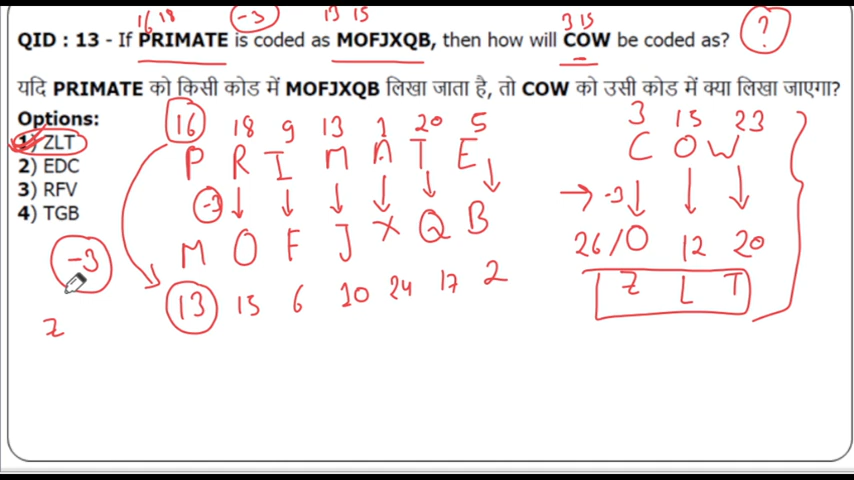 16 18 -3 13 15 3 15
QID : 13 - If PRIMATE is coded as MOFJXQB, then how will COW be coded as? ?
यदि PRIMATE को किसी कोड में MOFJXQB लिखा जाता है, तो COW को उसी कोड में क्या लिखा जाएगा?
Options:
1) ZLT
2) EDC
3) RFV
4) TGB
16 18 9 13 1 20 5
P R I M A T E
-3
M O F J X Q B
13 15 6 10 24 17 2
-3
Z
3 15 23
C O W
-3
26/0 12 20
Z L T